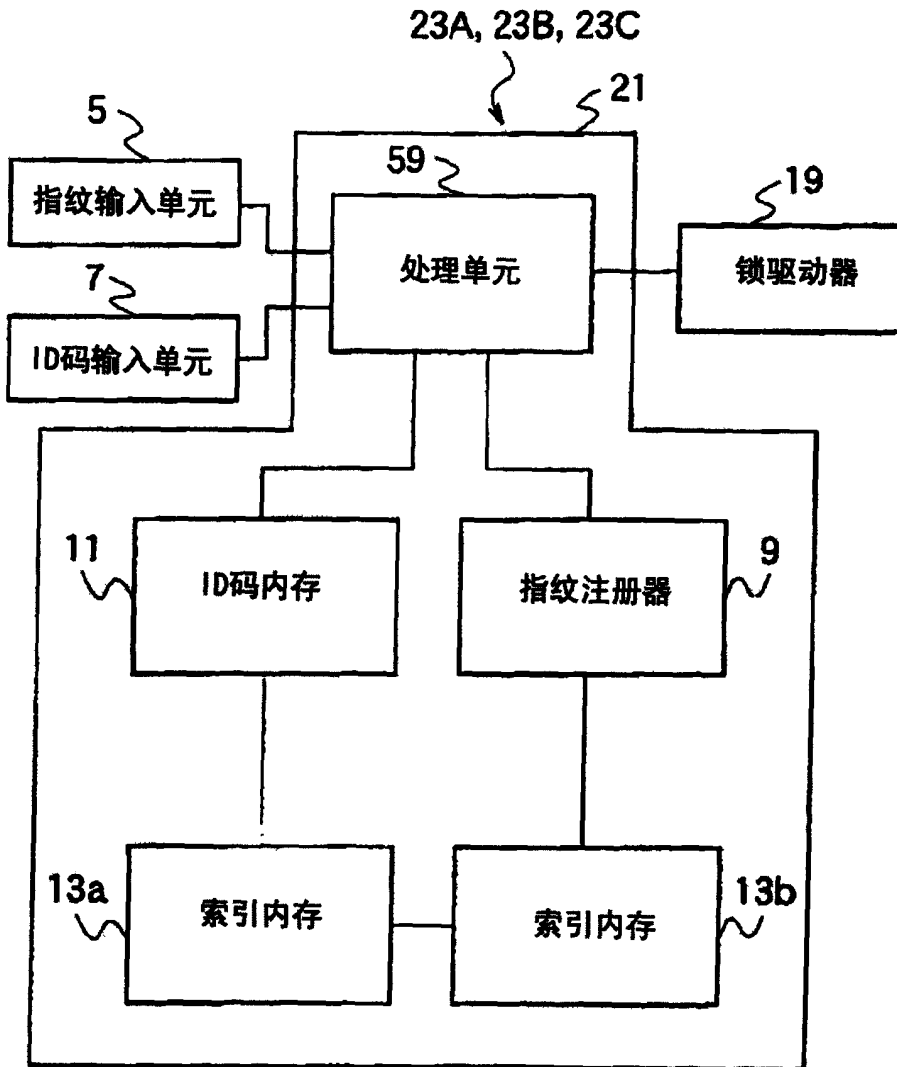 23A, 23B, 23C
21
5
59
19
指纹输入单元
处理单元
锁驱动器
7
ID码输入单元
11
ID码内存
指纹注册器
9
13a
索引内存
索引内存
13b